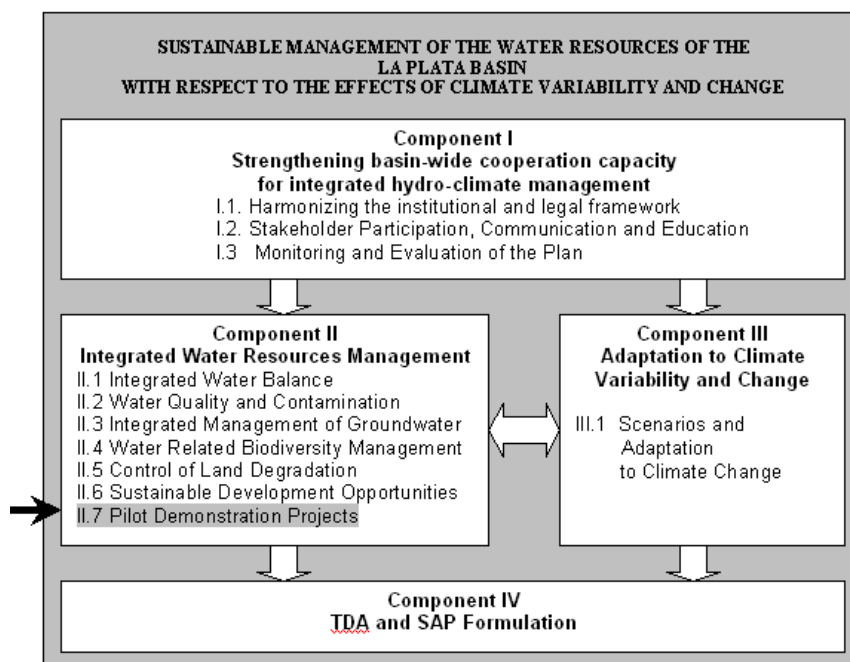 SUSTAINABLE MANAGEMENT OF THE WATER RESOURCES OF THE
LA PLATA BASIN
WITH RESPECT TO THE EFFECTS OF CLIMATE VARIABILITY AND CHANGE
Component I
Strengthening basin-wide cooperation capacity
for integrated hydro-climate management
I.1. Harmonizing the institutional and legal framework
I.2. Stakeholder Participation, Communication and Education
I.3 Monitoring and Evaluation of the Plan
Component II
Integrated Water Resources Management
II.1 Integrated Water Balance
II.2 Water Quality and Contamination
II.3 Integrated Management of Groundwater
II.4 Water Related Biodiversity Management
II.5 Control of Land Degradation
II.6 Sustainable Development Opportunities
II.7 Pilot Demonstration Projects
Component III
Adaptation to Climate
Variability and Change
III.1 Scenarios and
Adaptation
to Climate Change
Component IV
TDA and SAP Formulation